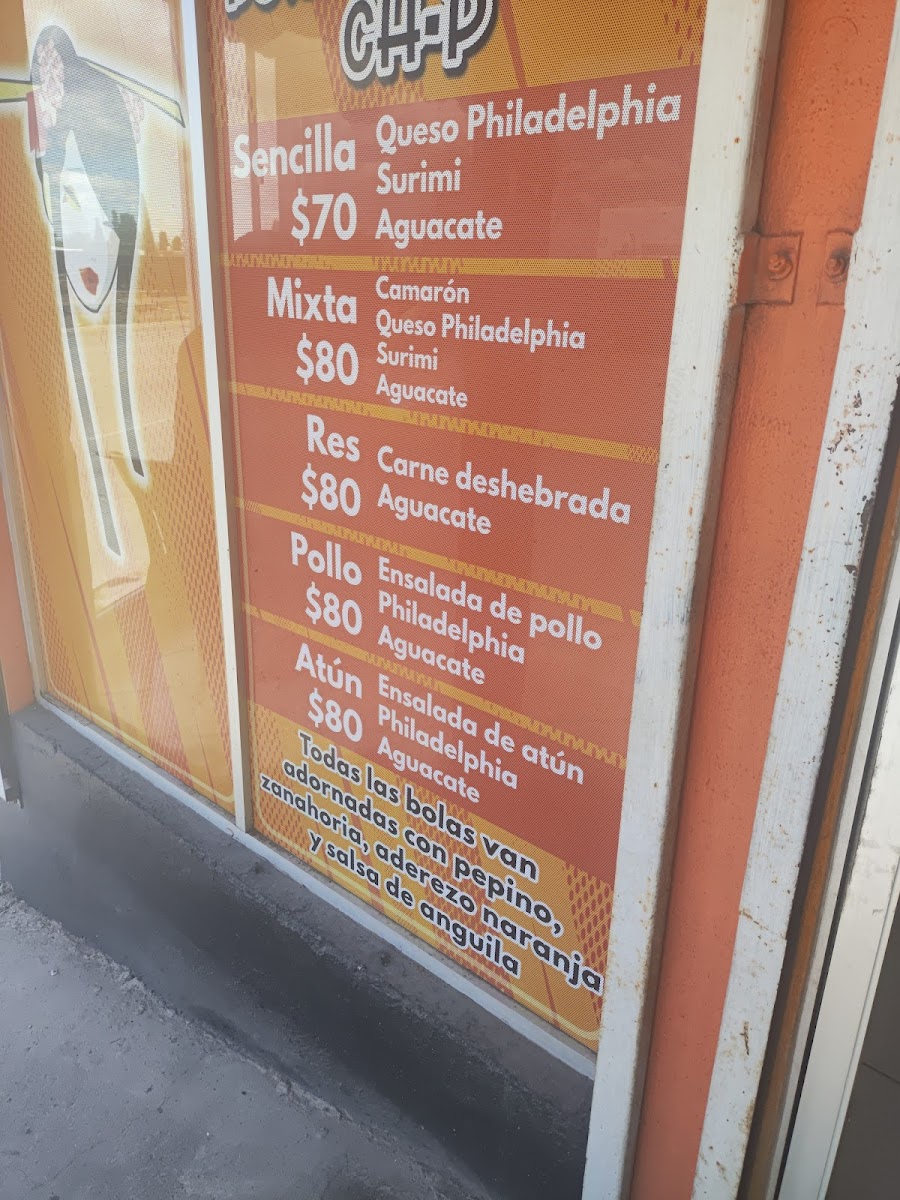 CH-P
Sencilla
$70
Queso Philadelphia
Surimi
Aguacate
Mixta
$80
Camarón
Queso Philadelphia
Surimi
Aguacate
Res
$80
Carne deshebrada
Aguacate
Pollo
$80
Ensalada de pollo
Philadelphia
Aguacate
Atún
$80
Ensalada de atún
Philadelphia
Aguacate
Todas las bolas van
adornadas con pepino,
zanahoria, aderezo naranja
y salsa de anguila